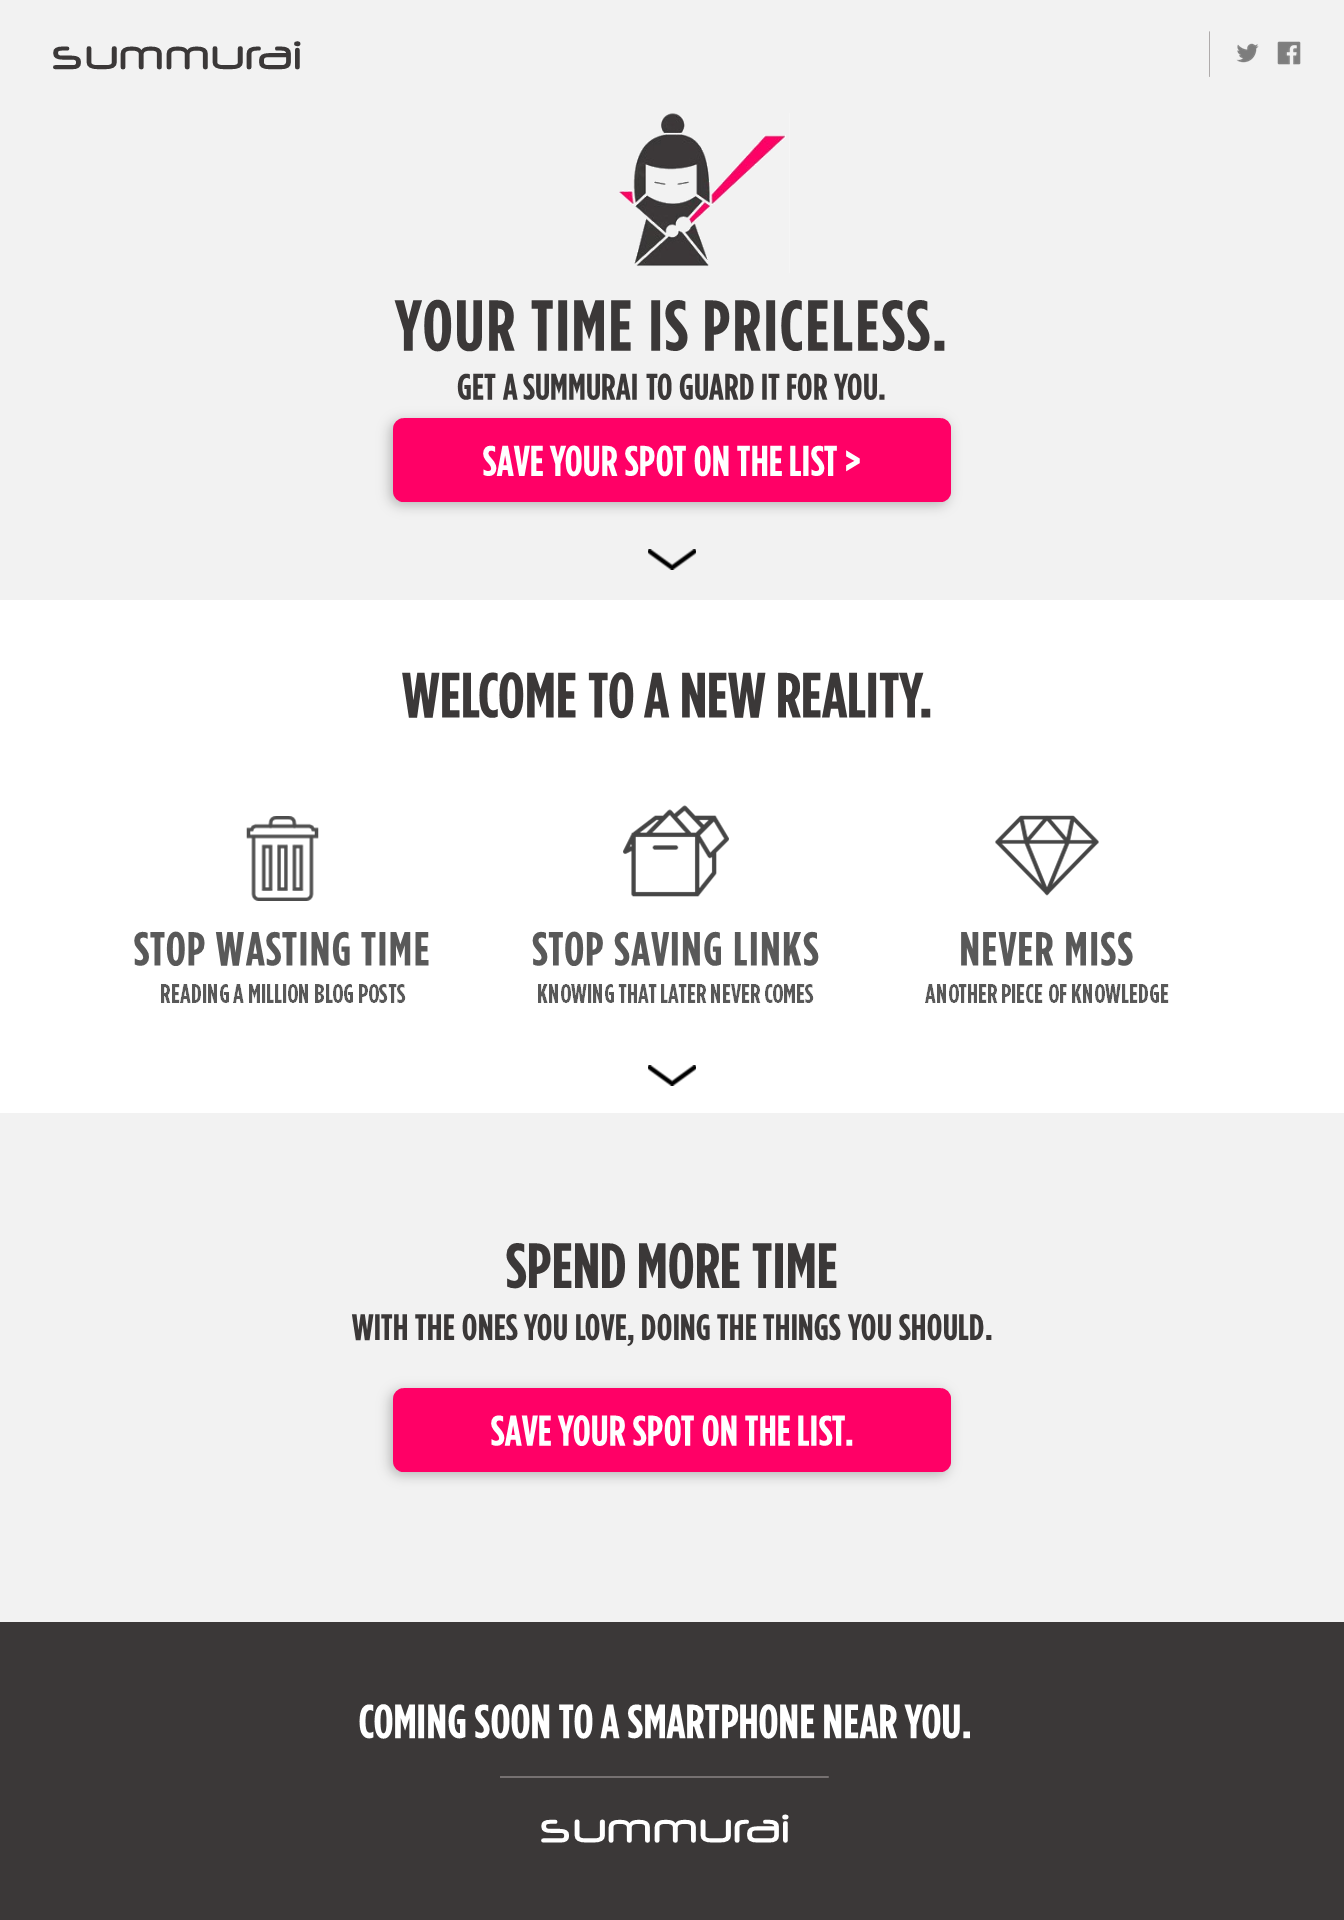 summurai
YOUR TIME IS PRICELESS.
GET A SUMMURAI TO GUARD IT FOR YOU.
SAVE YOUR SPOT ON THE LIST >
WELCOME TO A NEW REALITY.
STOP WASTING TIME
READING A MILLION BLOG POSTS
STOP SAVING LINKS
KNOWING THAT LATER NEVER COMES
NEVER MISS
ANOTHER PIECE OF KNOWLEDGE
SPEND MORE TIME
WITH THE ONES YOU LOVE, DOING THE THINGS YOU SHOULD.
SAVE YOUR SPOT ON THE LIST.
COMING SOON TO A SMARTPHONE NEAR YOU.
summurai